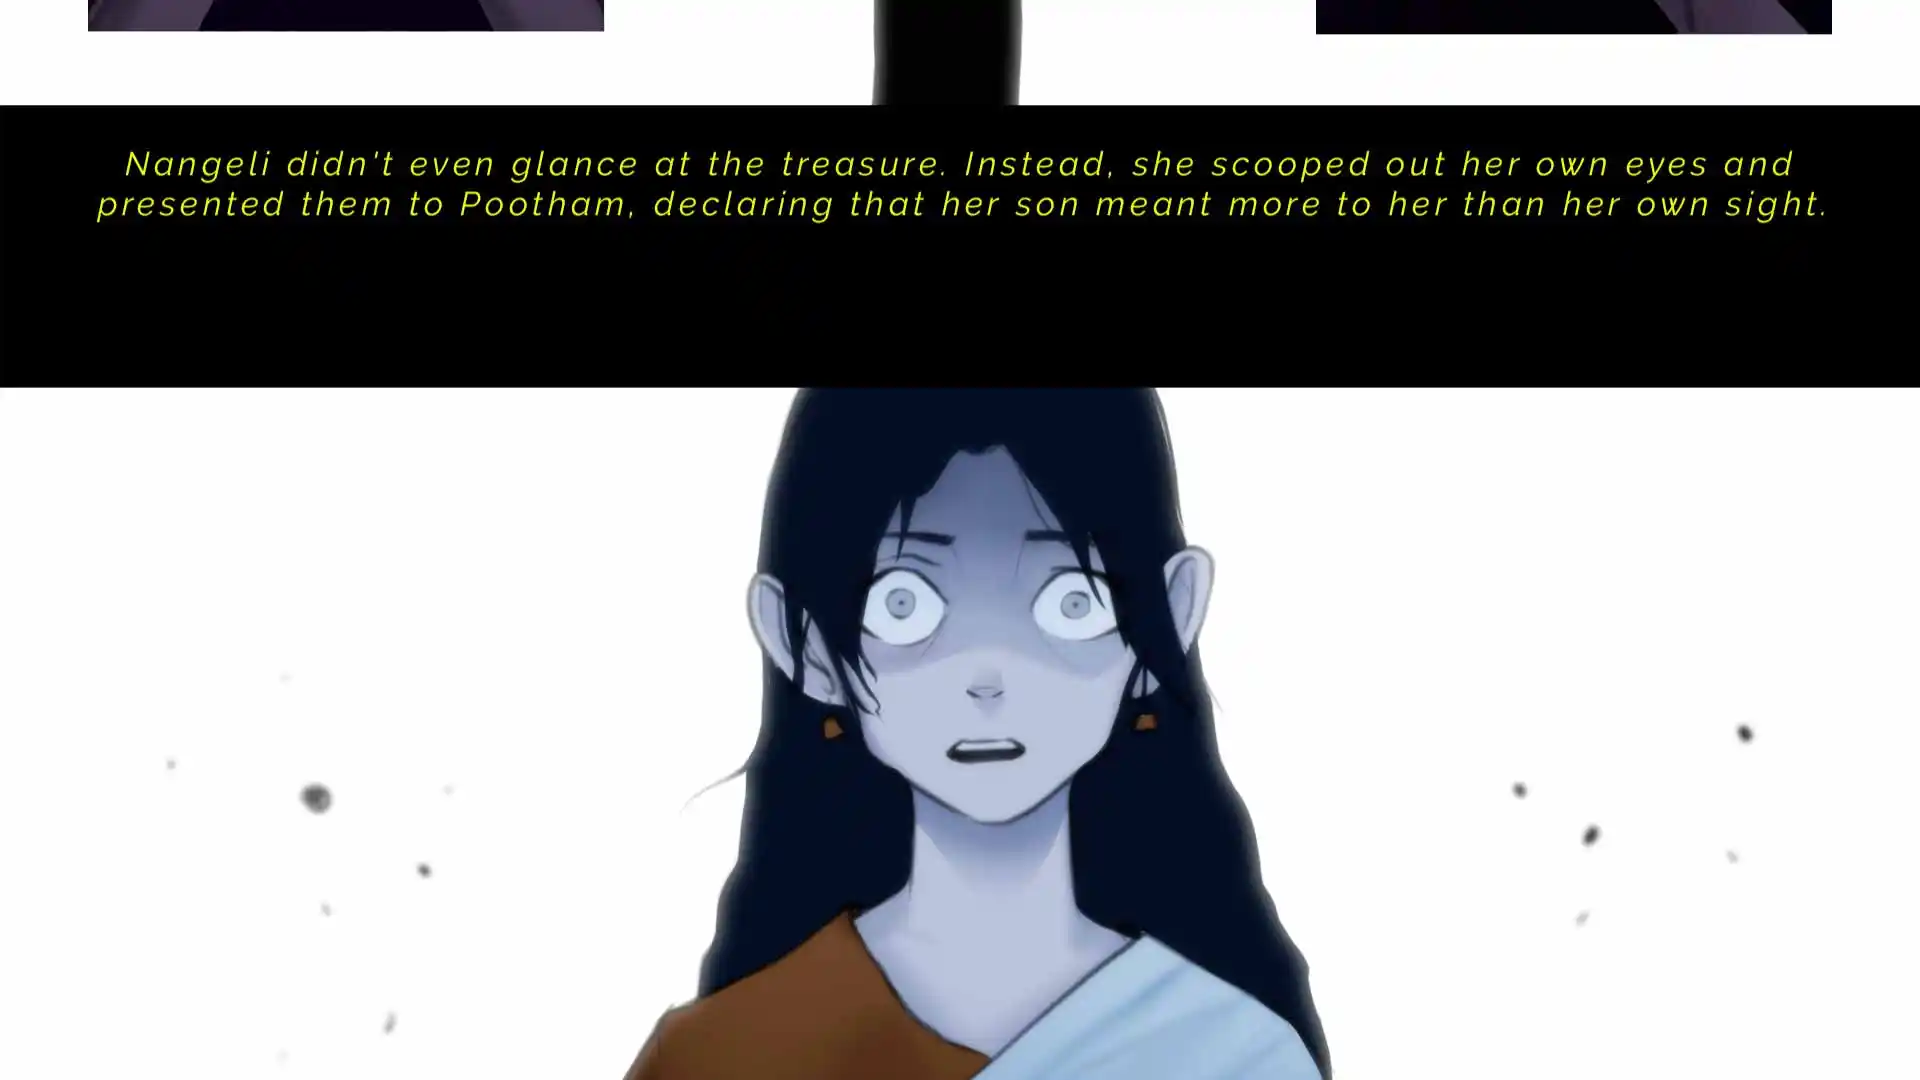 Nangeli didn't even glance at the treasure. Instead, she scooped out her own eyes and
presented them to Pootham, declaring that her son meant more to her than her own sight.